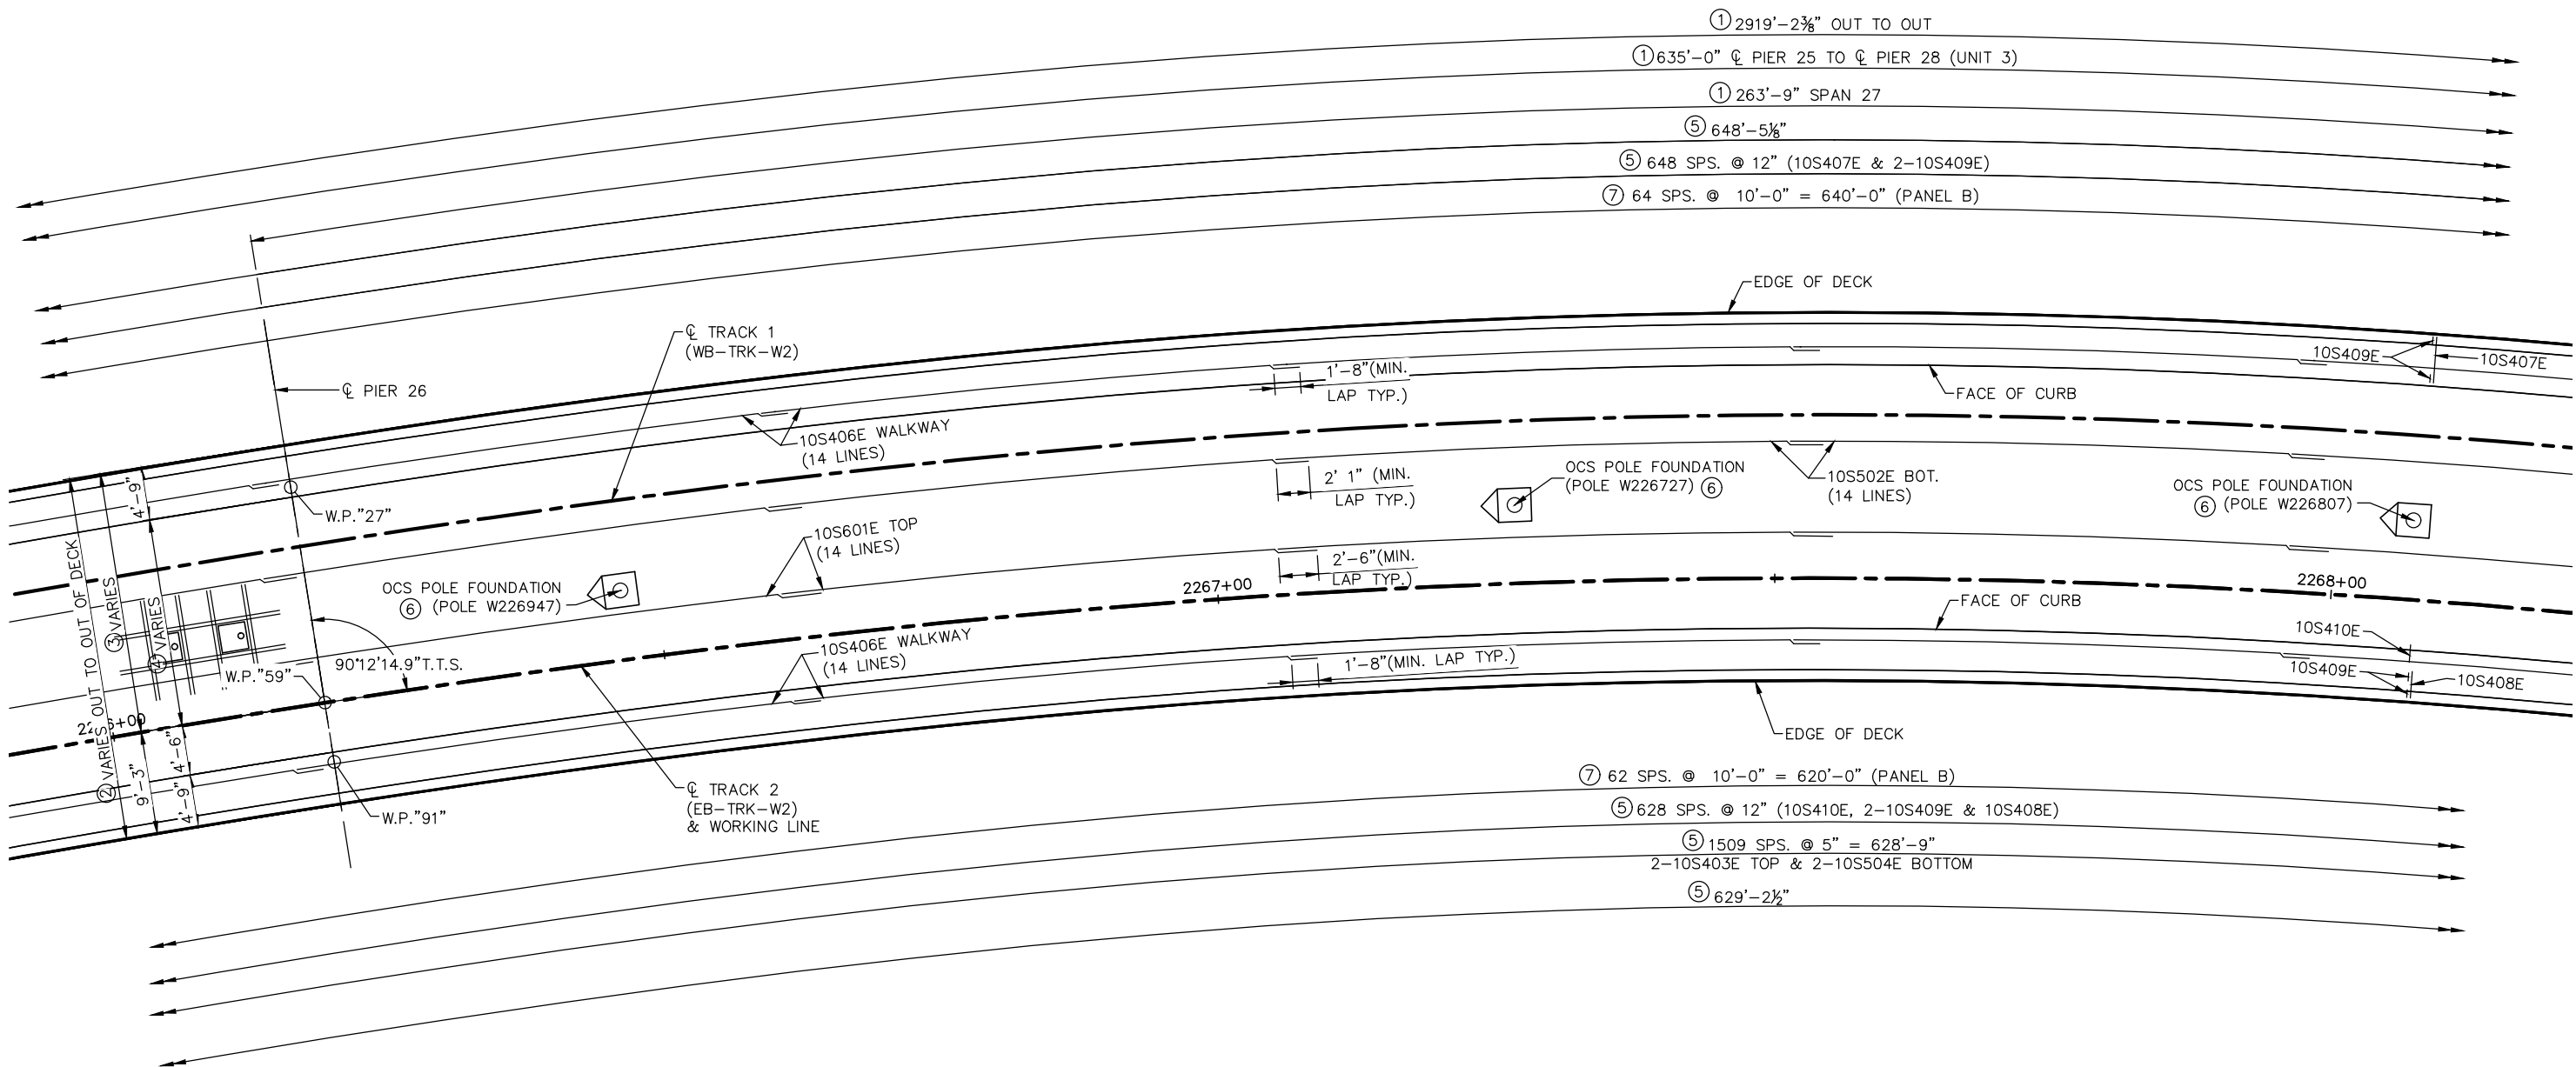 ① 2919'-2⅜" OUT TO OUT
① 635'-0" ℄ PIER 25 TO ℄ PIER 28 (UNIT 3)
① 263'-9" SPAN 27
⑤ 648'-5⅛"
⑤ 648 SPS. @ 12" (10S407E & 2-10S409E)
⑦ 64 SPS. @ 10'-0" = 640'-0" (PANEL B)
EDGE OF DECK
℄ TRACK 1
(WB-TRK-W2)
℄ PIER 26
1'-8"(MIN.
LAP TYP.)
10S409E
10S407E
FACE OF CURB
10S406E WALKWAY
(14 LINES)
4'-9"
W.P."27"
2' 1" (MIN.
LAP TYP.)
OCS POLE FOUNDATION
(POLE W226727) ⑥
10S502E BOT.
(14 LINES)
OCS POLE FOUNDATION
⑥ (POLE W226807)
10S601E TOP
(14 LINES)
2'-6"(MIN.
LAP TYP.)
② VARIES OUT TO OUT OF DECK
③ VARIES
④ VARIES
OCS POLE FOUNDATION
⑥ (POLE W226947)
2267+00
2268+00
FACE OF CURB
10S410E
90°12'14.9"T.T.S.
W.P."59"
10S406E WALKWAY
(14 LINES)
1'-8"(MIN. LAP TYP.)
10S409E
10S408E
9'-3"
4'-6"
4'-9"
EDGE OF DECK
W.P."91"
℄ TRACK 2
(EB-TRK-W2)
& WORKING LINE
⑦ 62 SPS. @ 10'-0" = 620'-0" (PANEL B)
⑤ 628 SPS. @ 12" (10S410E, 2-10S409E & 10S408E)
⑤ 1509 SPS. @ 5" = 628'-9"
2-10S403E TOP & 2-10S504E BOTTOM
⑤ 629'-2½"